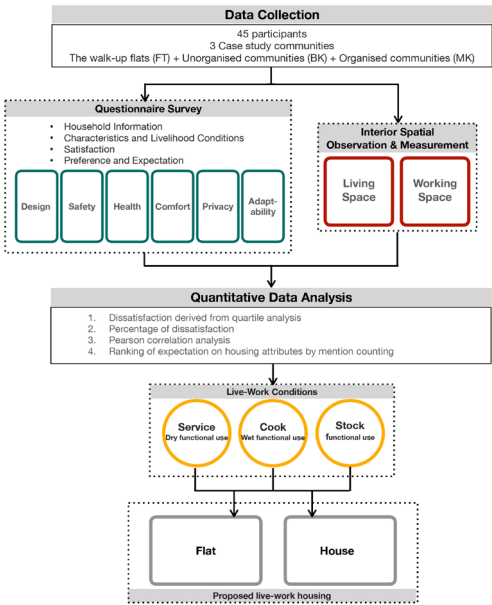 Data Collection
45 participants
3 Case study communities
The walk-up flats (FT) + Unorganised communities (BK) + Organised communities (MK)
Questionnaire Survey
• Household Information
• Characteristics and Livelihood Conditions
• Satisfaction
• Preference and Expectation
Design
Safety
Health
Comfort
Privacy
Adapt-
ability
Interior Spatial
Observation & Measurement
Living
Space
Working
Space
Quantitative Data Analysis
1. Dissatisfaction derived from quartile analysis
2. Percentage of dissatisfaction
3. Pearson correlation analysis
4. Ranking of expectation on housing attributes by mention counting
Live-Work Conditions
Service
Dry functional use
Cook
Wet functional use
Stock
functional use
Flat
House
Proposed live-work housing